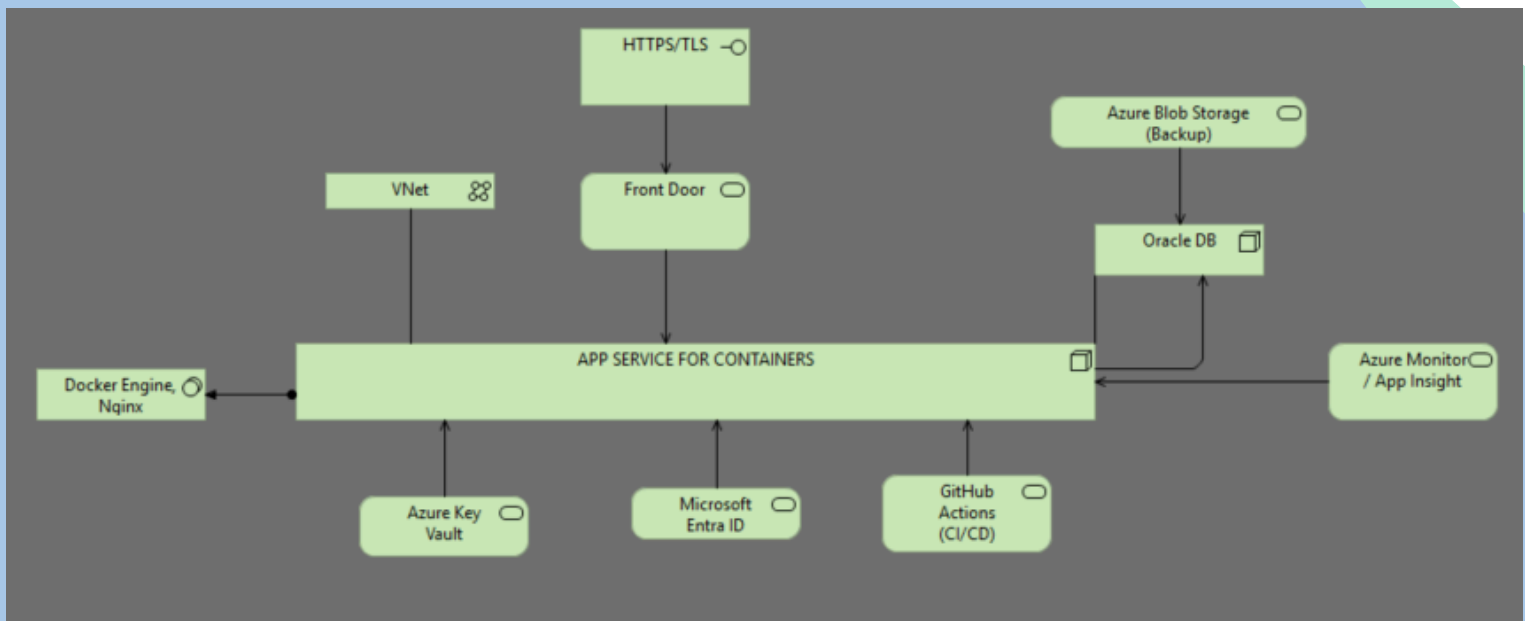 HTTPS/TLS
Azure Blob Storage
(Backup)
VNet
Front Door
Oracle DB
APP SERVICE FOR CONTAINERS
Docker Engine,
Nginx
Azure Monitor
/ App Insight
Azure Key
Vault
Microsoft
Entra ID
GitHub
Actions
(CI/CD)